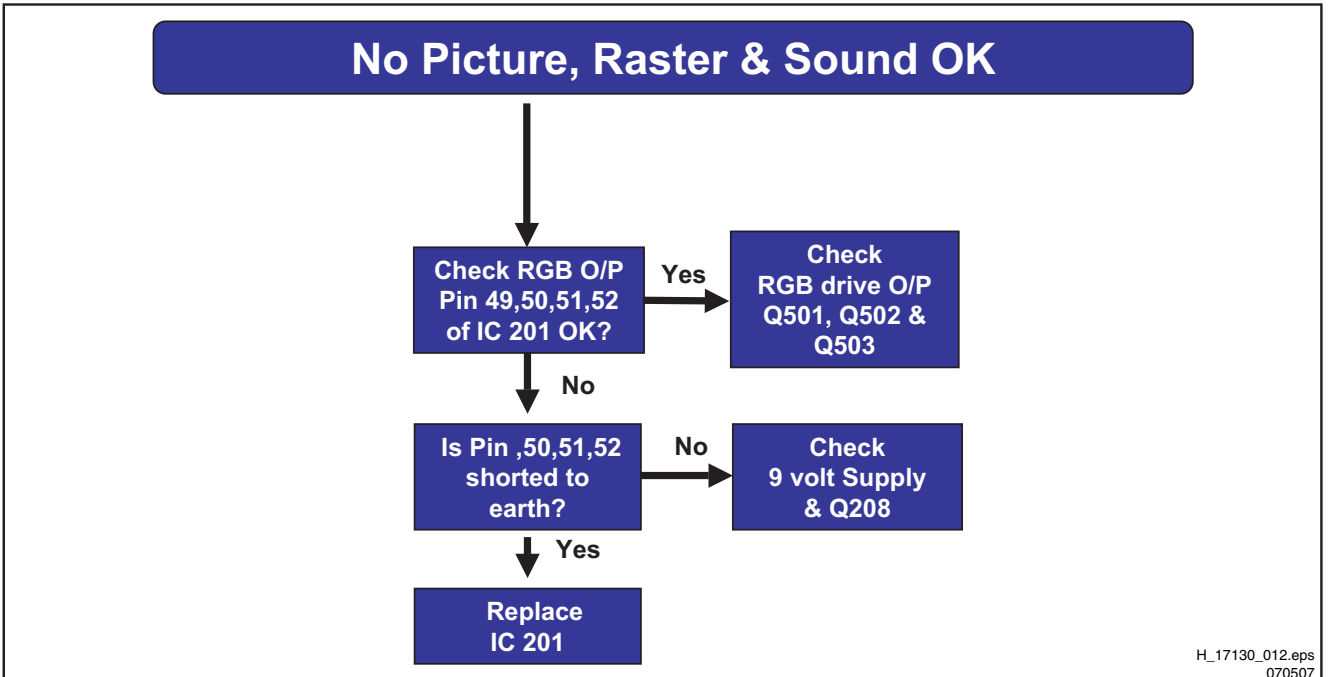 No Picture, Raster & Sound OK
Check RGB O/P
Pin 49,50,51,52
of IC 201 OK?
Yes
Check
RGB drive O/P
Q501, Q502 &
Q503
No
Is Pin ,50,51,52
shorted to
earth?
No
Check
9 volt Supply
& Q208
Yes
Replace
IC 201
H_17130_012.eps
070507